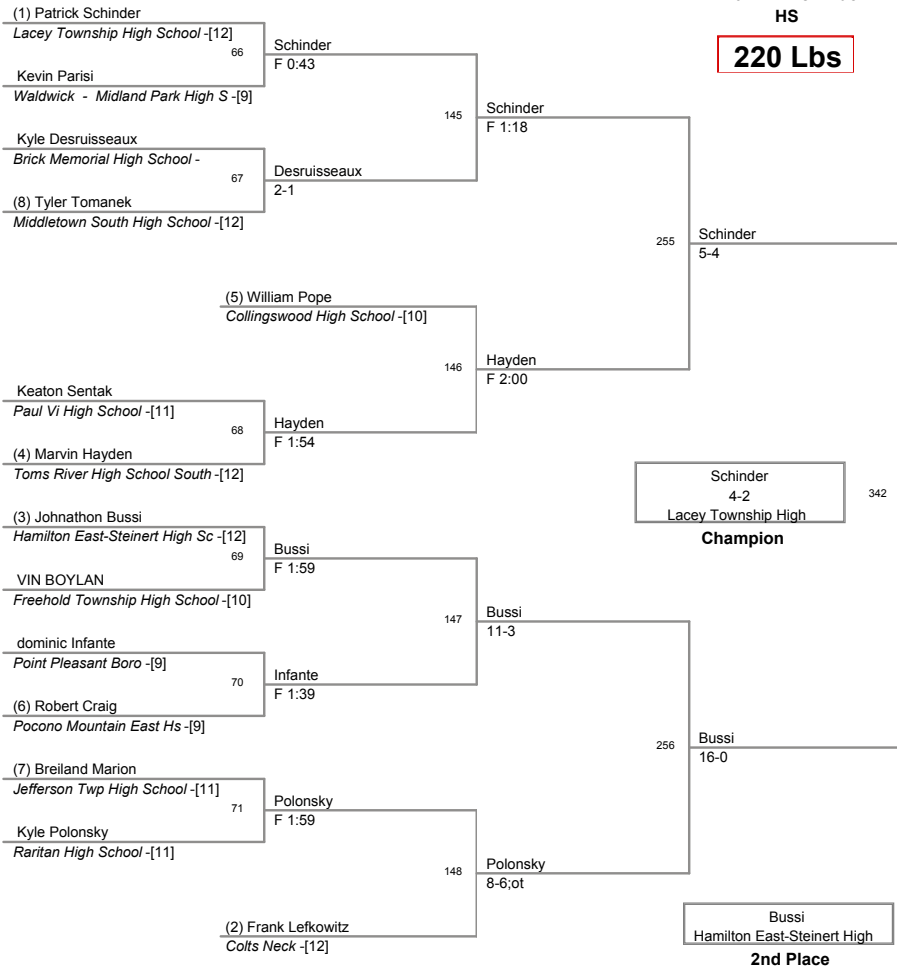 HS
220 Lbs
(1) Patrick Schinder
Lacey Township High School -[12]
66
Kevin Parisi
Waldwick - Midland Park High S -[9]
Schinder
F 0:43
Kyle Desruisseaux
Brick Memorial High School -
67
(8) Tyler Tomanek
Middletown South High School -[12]
Desruisseaux
2-1
145
Schinder
F 1:18
(5) William Pope
Collingswood High School -[10]
Keaton Sentak
Paul Vi High School -[11]
68
(4) Marvin Hayden
Toms River High School South -[12]
Hayden
F 1:54
146
Hayden
F 2:00
255
Schinder
5-4
Schinder
4-2
Lacey Township High
342
Champion
(3) Johnathon Bussi
Hamilton East-Steinert High Sc -[12]
69
VIN BOYLAN
Freehold Township High School -[10]
Bussi
F 1:59
dominic Infante
Point Pleasant Boro -[9]
70
(6) Robert Craig
Pocono Mountain East Hs -[9]
Infante
F 1:39
147
Bussi
11-3
(7) Breiland Marion
Jefferson Twp High School -[11]
71
Kyle Polonsky
Raritan High School -[11]
Polonsky
F 1:59
148
(2) Frank Lefkowitz
Colts Neck -[12]
Polonsky
8-6;ot
256
Bussi
16-0
Bussi
Hamilton East-Steinert High
2nd Place